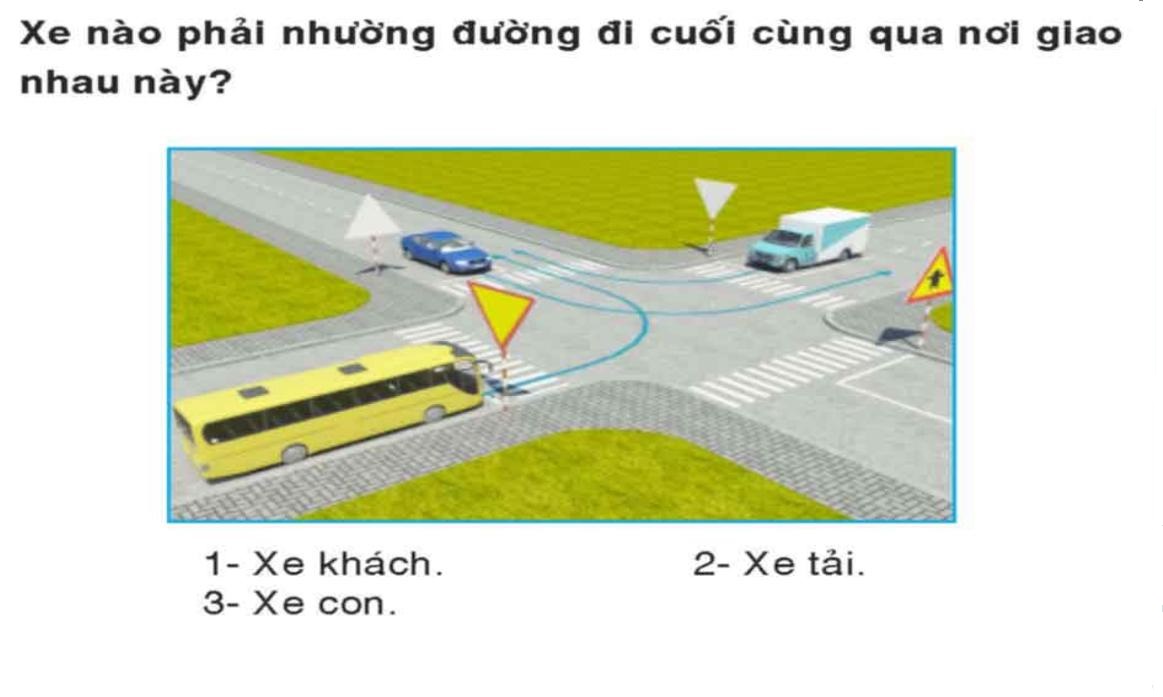 Xe nào phải nhường đường đi cuối cùng qua nơi giao
nhau này?
1- Xe khách.
2- Xe tải.
3- Xe con.